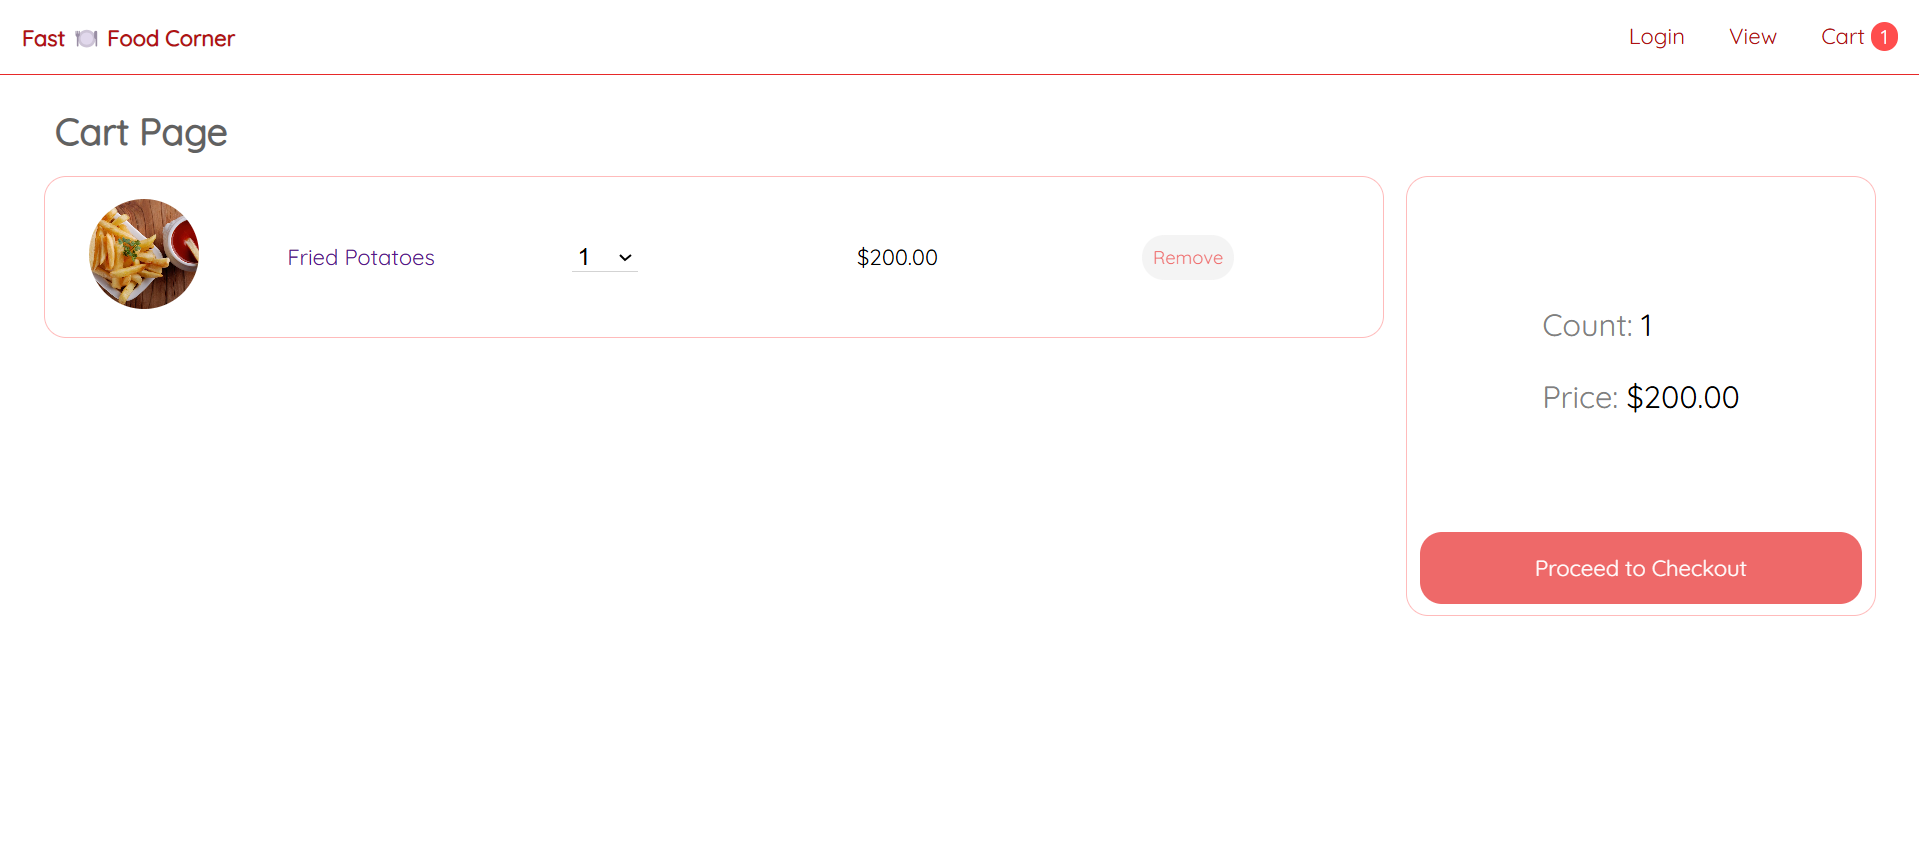 Fast 🍽️ Food Corner
Login View Cart 1
Cart Page
Fried Potatoes 1 $200.00 Remove
Count: 1
Price: $200.00
Proceed to Checkout